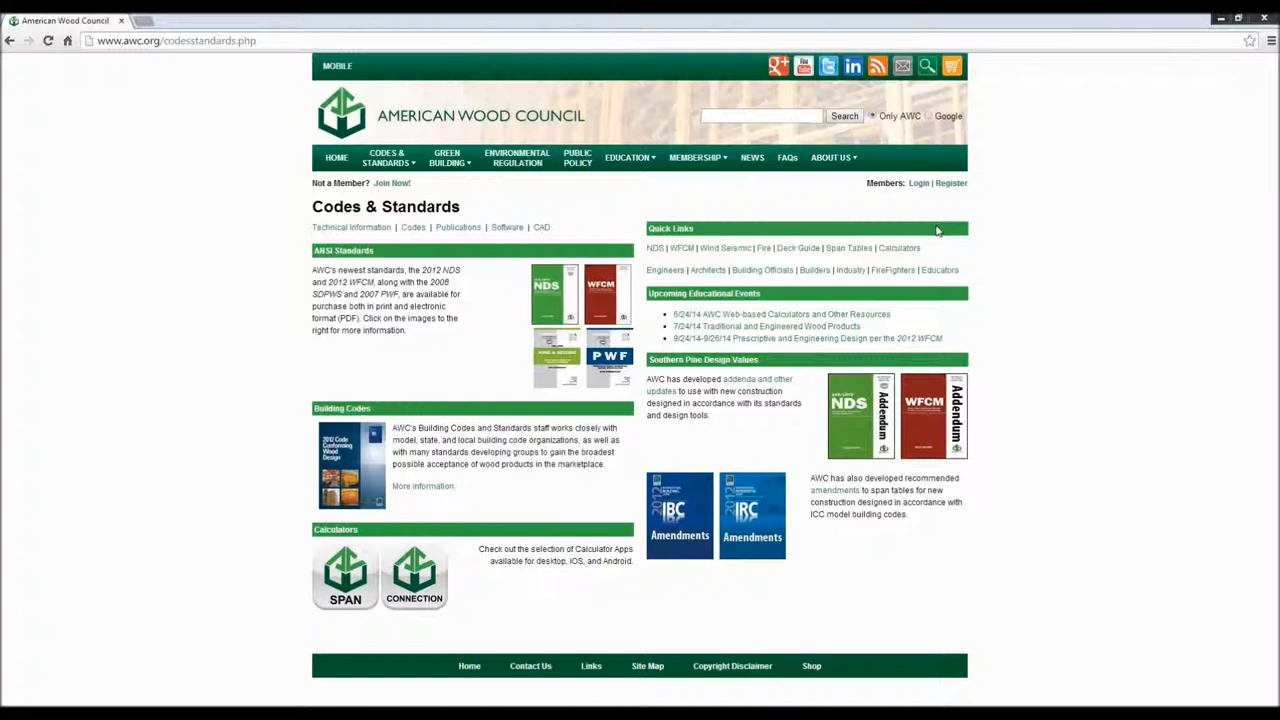 American Wood Council
www.awc.org/codesstandards.php
MOBILE
AMERICAN WOOD COUNCIL
Search
Only AWC
Google
HOME
CODES & STANDARDS
GREEN BUILDING
ENVIRONMENTAL REGULATION
PUBLIC POLICY
EDUCATION
MEMBERSHIP
NEWS
FAQs
ABOUT US
Not a Member? Join Now!
Members: Login | Register
Codes & Standards
Technical Information | Codes | Publications | Software | CAD
ANSI Standards
AWC's newest standards, the 2012 NDS
and 2012 WFCM, along with the 2008
SDPWS and 2007 PWF, are available for
purchase both in print and electronic
format (PDF). Click on the images to the
right for more information.
NDS
WFCM
WIND & SEISMIC
PWF
Building Codes
2012 Code
Conforming
Wood
Design
AWC's Building Codes and Standards staff works closely with
model, state, and local building code organizations, as well as
with many standards developing groups to gain the broadest
possible acceptance of wood products in the marketplace.
More information.
Calculators
SPAN
CONNECTION
Check out the selection of Calculator Apps
available for desktop, iOS, and Android.
Quick Links
NDS | WFCM | Wind Seismic | Fire | Deck Guide | Span Tables | Calculators
Engineers | Architects | Building Officials | Builders | Industry | FireFighters | Educators
Upcoming Educational Events
6/24/14 AWC Web-based Calculators and Other Resources
7/24/14 Traditional and Engineered Wood Products
9/24/14-9/26/14 Prescriptive and Engineering Design per the 2012 WFCM
Southern Pine Design Values
AWC has developed addenda and other
updates to use with new construction
designed in accordance with its standards
and design tools.
NDS
Addendum
WFCM
Addendum
2012
IBC
Amendments
2012
IRC
Amendments
AWC has also developed recommended
amendments to span tables for new
construction designed in accordance with
ICC model building codes.
Home
Contact Us
Links
Site Map
Copyright Disclaimer
Shop